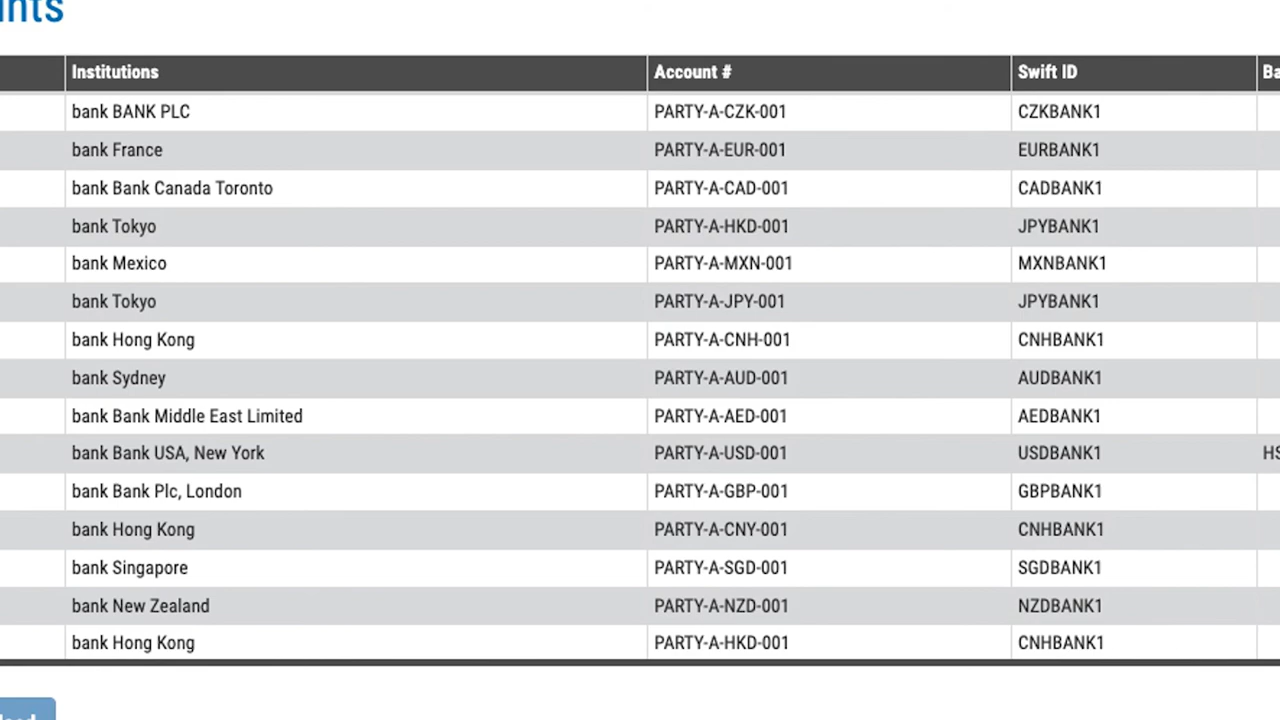 Institutions Account # Swift ID
bank BANK PLC PARTY-A-CZK-001 CZKBANK1
bank France PARTY-A-EUR-001 EURBANK1
bank Bank Canada Toronto PARTY-A-CAD-001 CADBANK1
bank Tokyo PARTY-A-HKD-001 JPYBANK1
bank Mexico PARTY-A-MXN-001 MXNBANK1
bank Tokyo PARTY-A-JPY-001 JPYBANK1
bank Hong Kong PARTY-A-CNH-001 CNHBANK1
bank Sydney PARTY-A-AUD-001 AUDBANK1
bank Bank Middle East Limited PARTY-A-AED-001 AEDBANK1
bank Bank USA, New York PARTY-A-USD-001 USDBANK1 HS
bank Bank Plc, London PARTY-A-GBP-001 GBPBANK1
bank Hong Kong PARTY-A-CNY-001 CNHBANK1
bank Singapore PARTY-A-SGD-001 SGDBANK1
bank New Zealand PARTY-A-NZD-001 NZDBANK1
bank Hong Kong PARTY-A-HKD-001 CNHBANK1